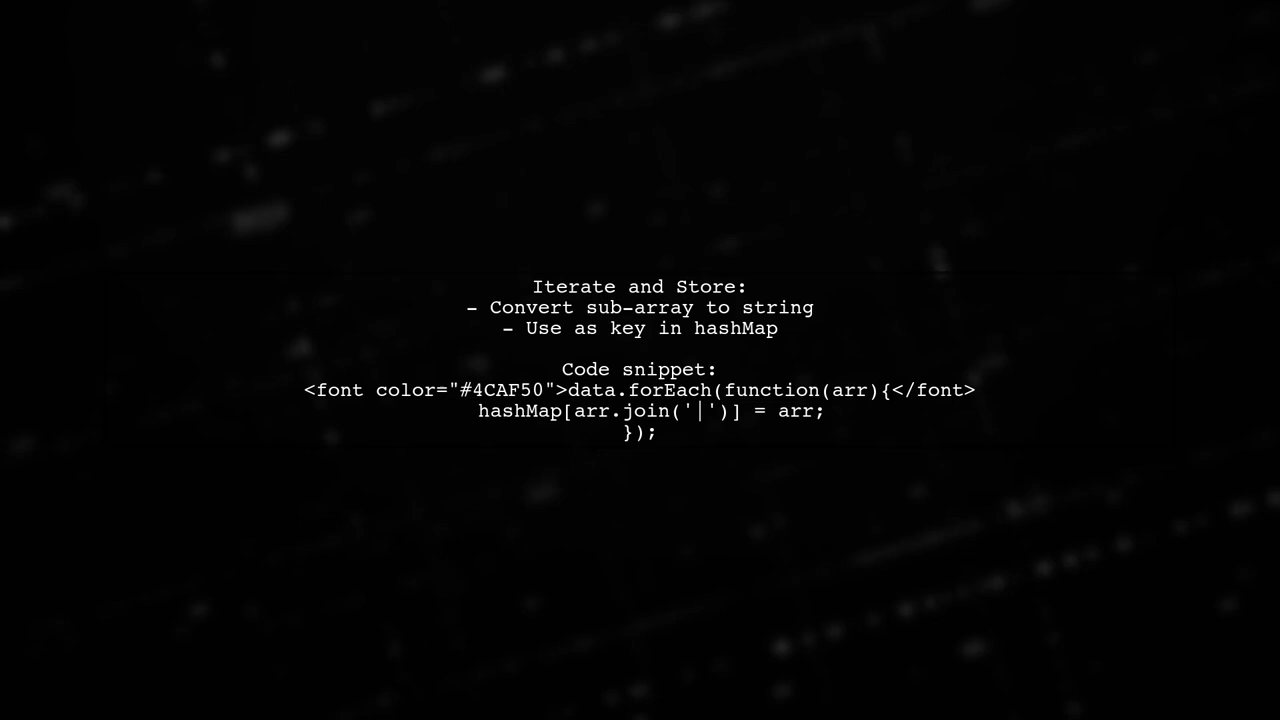 Iterate and Store:
- Convert sub-array to string
- Use as key in hashMap
Code snippet:
<font color="#4CAF50">data.forEach(function(arr){</font>
hashMap[arr.join('|')] = arr;
});